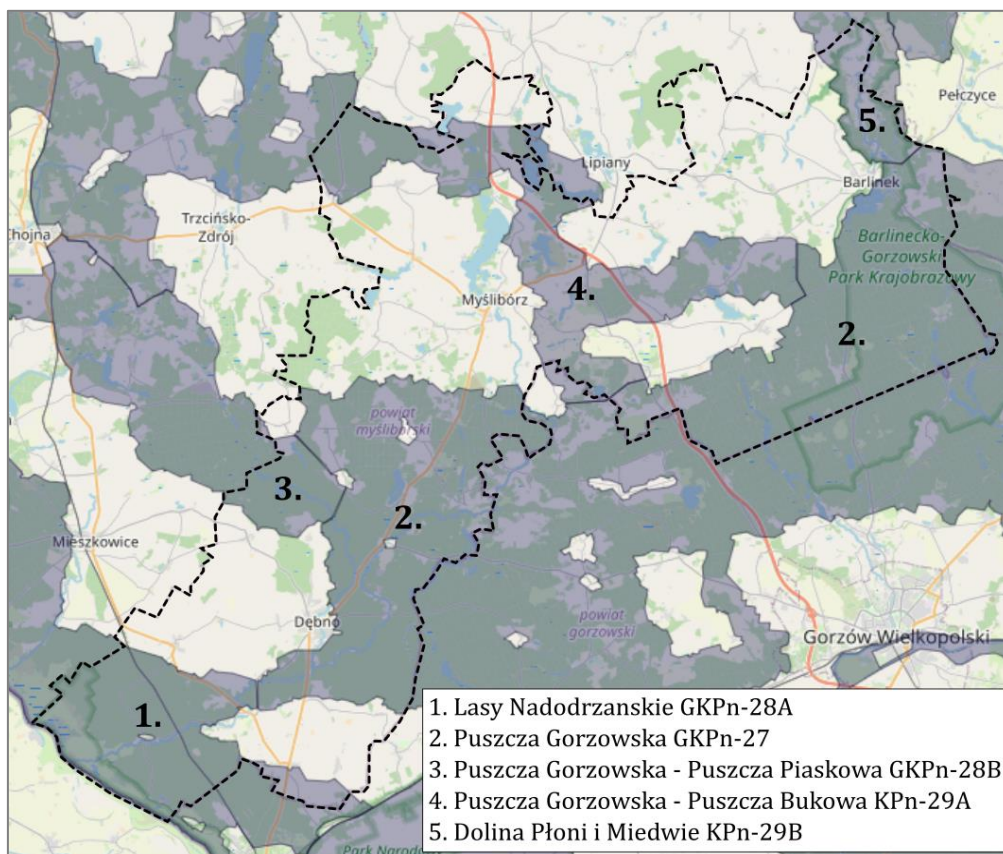 Pełczyce
5.
Lipiany
Barlinek
Trzcińsko-
Zdrój
Chojna
Barlinecko-
Gorzowski
Park Krajobrazowy
4.
Myślibórz
2.
powiat
myśliborski
3.
2.
Mieszkowice
Dębno
powiat
gorzowski
Gorzów Wielkopolski
1.
1. Lasy Nadodrzanskie GKPn-28A
2. Puszcza Gorzowska GKPn-27
3. Puszcza Gorzowska - Puszcza Piaskowa GKPn-28B
4. Puszcza Gorzowska - Puszcza Bukowa KPn-29A
5. Dolina Płoni i Miedwie KPn-29B
Park Narodo